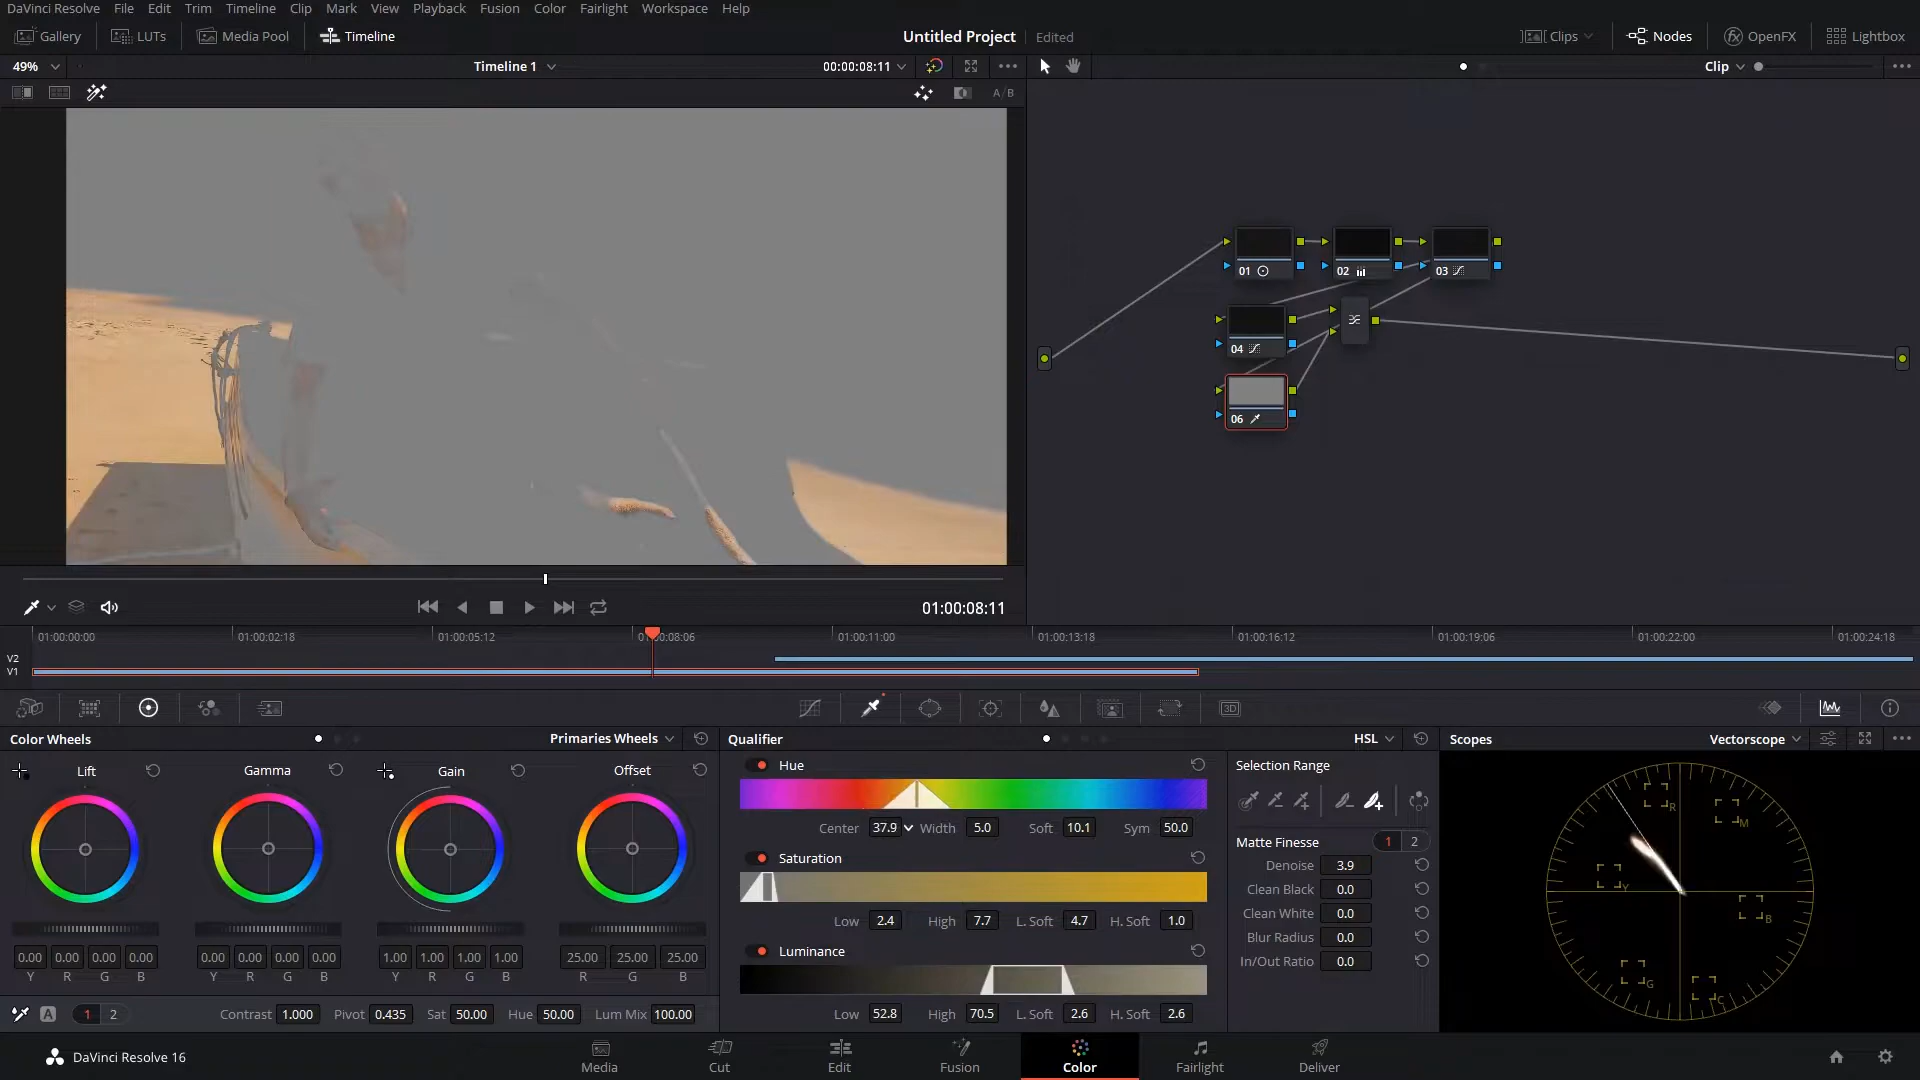 DaVinci Resolve File Edit Trim Timeline Clip Mark View Playback Fusion Color Fairlight Workspace Help
Gallery LUTs Media Pool Timeline Untitled Project Edited Clips Nodes OpenFX Lightbox
49% Timeline 1 00:00:08:11 Clip
A/B
01 02 03
04
06
01:00:08:11
01:00:00:00 01:00:02:18 01:00:05:12 01:00:08:06 01:00:11:00 01:00:13:18 01:00:16:12 01:00:19:06 01:00:22:00 01:00:24:18
V2
V1
3D
Color Wheels Primaries Wheels Qualifier HSL Scopes Vectorscope
Lift Gamma Gain Offset
Hue
Center 37.9 Width 5.0 Soft 10.1 Sym 50.0
Saturation
Low 2.4 High 7.7 L. Soft 4.7 H. Soft 1.0
Luminance
Low 52.8 High 70.5 L. Soft 2.6 H. Soft 2.6
Selection Range
Matte Finesse 1 2
Denoise 3.9
Clean Black 0.0
Clean White 0.0
Blur Radius 0.0
In/Out Ratio 0.0
R M Y B G C
0.00 0.00 0.00 0.00 0.00 0.00 0.00 0.00 1.00 1.00 1.00 1.00 25.00 25.00 25.00
Y R G B Y R G B Y R G B R G B
A 1 2 Contrast 1.000 Pivot 0.435 Sat 50.00 Hue 50.00 Lum Mix 100.00
DaVinci Resolve 16 Media Cut Edit Fusion Color Fairlight Deliver